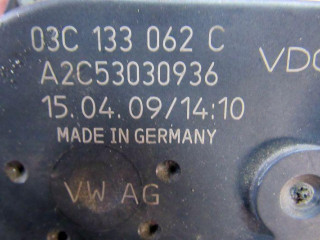 03C 133 062 C
A2C53030936 VDO
15.04.09/14:10
MADE IN GERMANY
VW AG